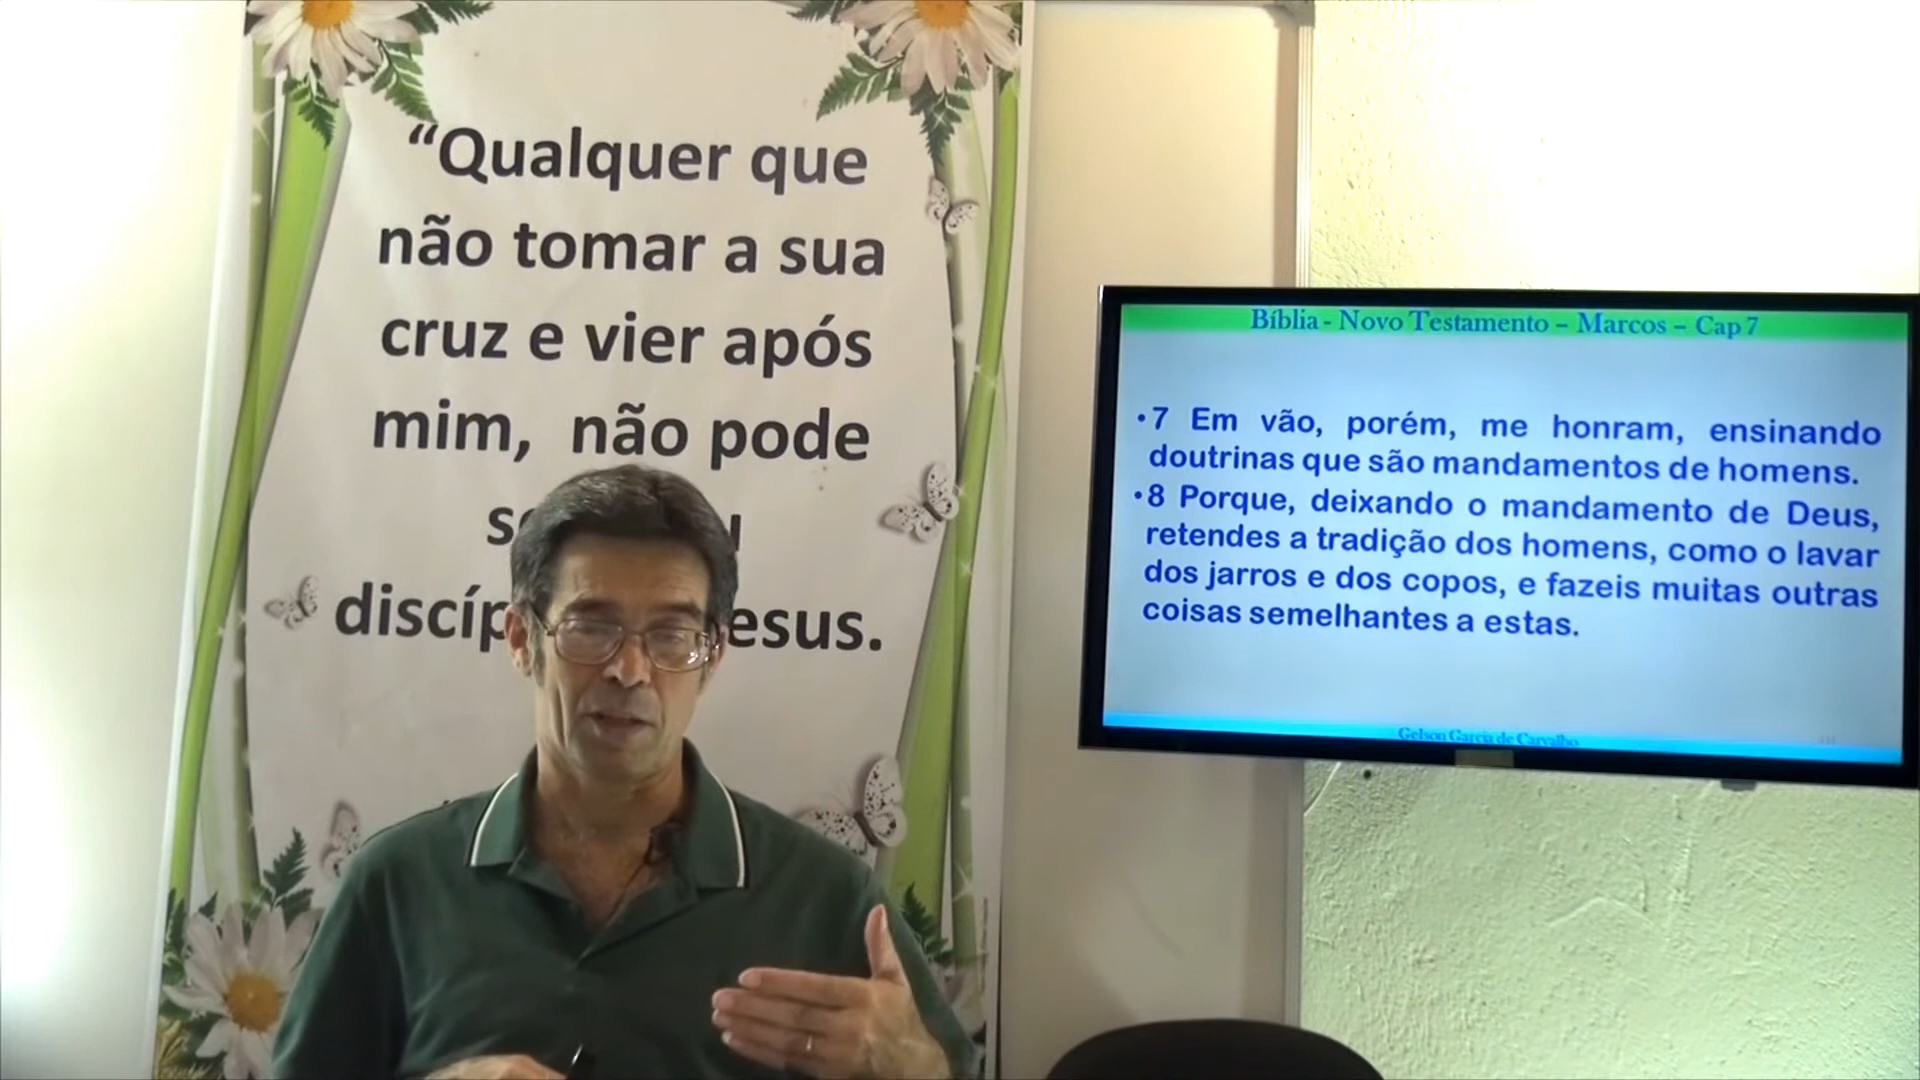 “Qualquer que
não tomar a sua
cruz e vier após
mim, não pode
s
u
discíp esus.
Bíblia - Novo Testamento – Marcos – Cap 7
•7 Em vão, porém, me honram, ensinando
doutrinas que são mandamentos de homens.
•8 Porque, deixando o mandamento de Deus,
retendes a tradição dos homens, como o lavar
dos jarros e dos copos, e fazeis muitas outras
coisas semelhantes a estas.
Gelson Garcia de Carvalho